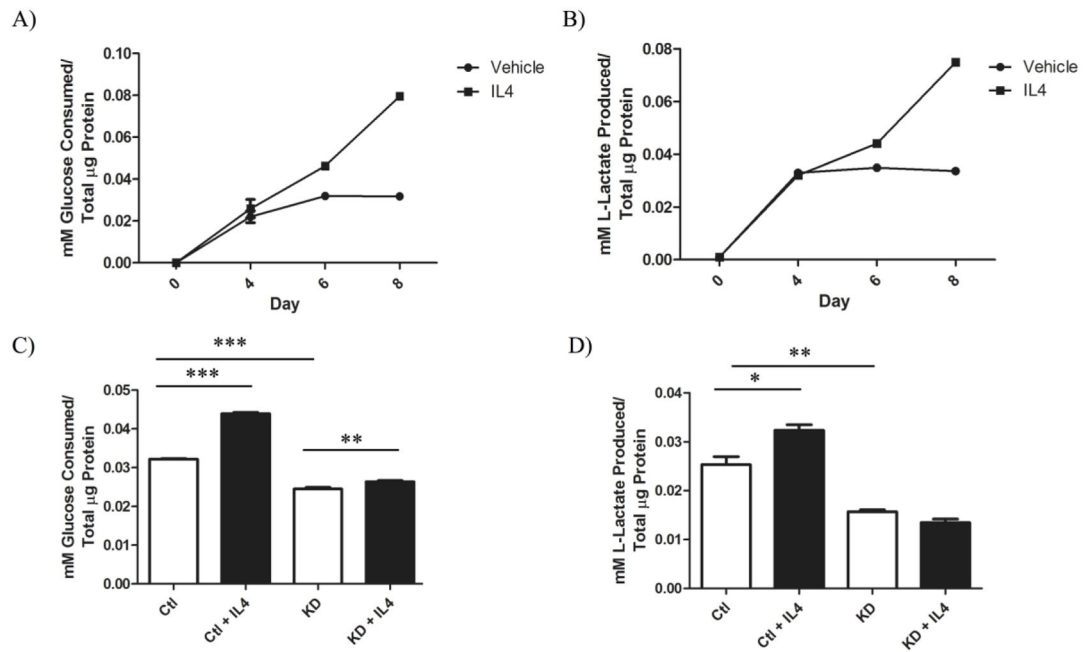 A)
mM Glucose Consumed/
Total μg Protein
0.10
0.08
0.06
0.04
0.02
0.00
0
4
6
8
Day
Vehicle
IL4
B)
mM L-Lactate Produced/
Total μg Protein
0.08
0.06
0.04
0.02
0.00
0
4
6
8
Day
Vehicle
IL4
C)
***
***
**
mM Glucose Consumed/
Total μg Protein
0.05
0.04
0.03
0.02
0.01
0.00
Ctl
Ctl + IL4
KD
KD + IL4
D)
**
*
mM L-Lactate Produced/
Total μg Protein
0.04
0.03
0.02
0.01
0.00
Ctl
Ctl + IL4
KD
KD + IL4